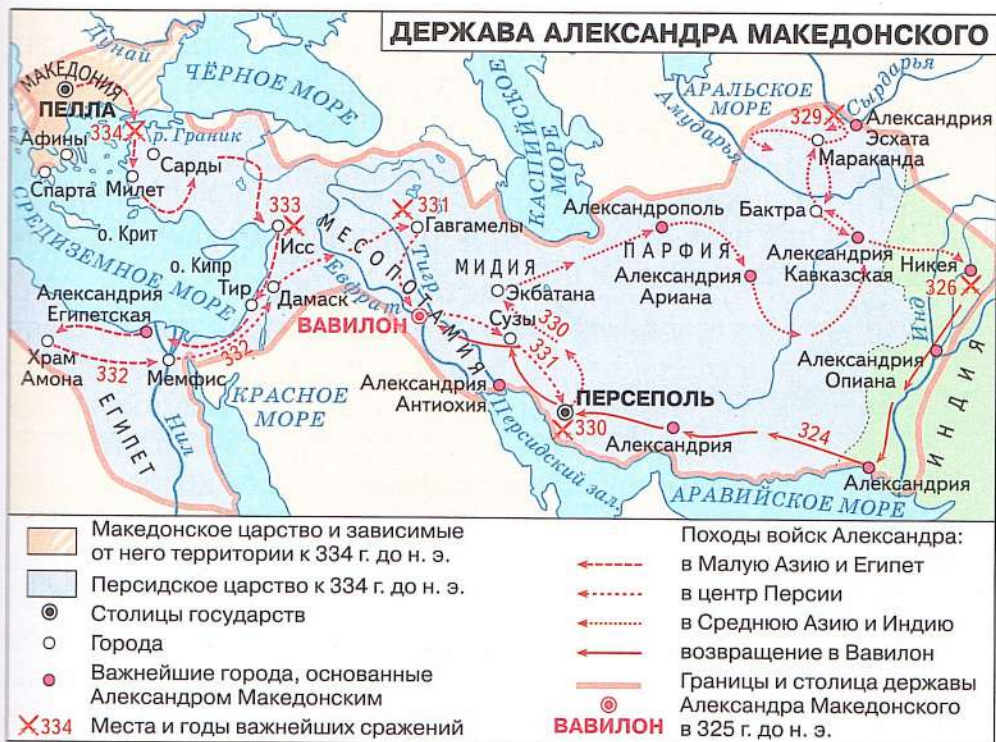 ДЕРЖАВА АЛЕКСАНДРА МАКЕДОНСКОГО
Дунай
МАКЕДОНИЯ
ПЕЛЛА
ЧЁРНОЕ МОРЕ
КАСПИЙСКОЕ
МОРЕ
АРАЛЬСКОЕ
МОРЕ
Сырдарья
Амударья
329
Александрия
Эсхата
Мараканда
334
р. Граник
Афины
Сарды
Спарта
Милет
СРЕДИЗЕМНОЕ МОРЕ
о. Крит
333
Исс
331
Гавгамелы
МЕСОПОТАМИЯ
Тигр
Евфрат
Александрополь
ПАРФИЯ
Бактра
МИДИЯ
Александрия
Ариана
Александрия
Кавказская
Никея
326
о. Кипр
Тир
Дамаск
Экбатана
Александрия
Египетская
ВАВИЛОН
Сузы
330
331
Инд
Храм
Амона
332
332
Мемфис
Александрия
Опиана
ИНДИЯ
ЕГИПЕТ
Нил
КРАСНОЕ
МОРЕ
Александрия
Антиохия
ПЕРСЕПОЛЬ
330
Александрия
324
Персидский зал.
АРАВИЙСКОЕ МОРЕ
Александрия
Македонское царство и зависимые
от него территории к 334 г. до н. э.
Персидское царство к 334 г. до н. э.
Столицы государств
Города
Важнейшие города, основанные
Александром Македонским
334 Места и годы важнейших сражений
Походы войск Александра:
в Малую Азию и Египет
в центр Персии
в Среднюю Азию и Индию
возвращение в Вавилон
Границы и столица державы
Александра Македонского
ВАВИЛОН в 325 г. до н. э.